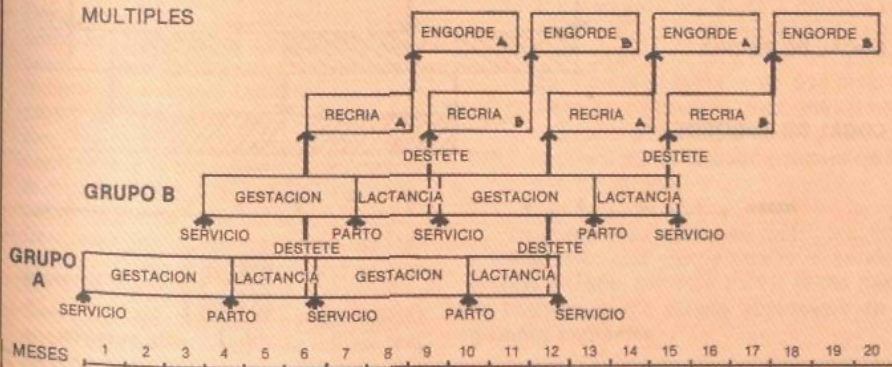 MULTIPLES
ENGORDE A ENGORDE B ENGORDE A ENGORDE B
RECRIA A RECRIA B RECRIA A RECRIA B
DESTETE DESTETE
GRUPO B GESTACION LACTANCIA GESTACION LACTANCIA
SERVICIO PARTO SERVICIO PARTO SERVICIO
DESTETE DESTETE
GRUPO A GESTACION LACTANCIA GESTACION LACTANCIA
SERVICIO PARTO SERVICIO PARTO SERVICIO
MESES 1 2 3 4 5 6 7 8 9 10 11 12 13 14 15 16 17 18 19 20